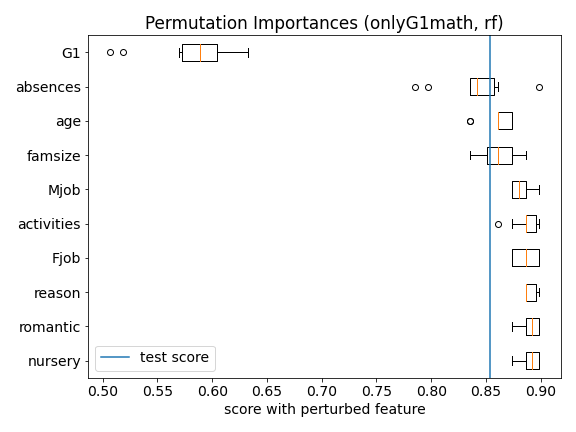 Permutation Importances (onlyG1math, rf)
G1
absences
age
famsize
Mjob
activities
Fjob
reason
romantic
nursery
test score
0.50 0.55 0.60 0.65 0.70 0.75 0.80 0.85 0.90
score with perturbed feature